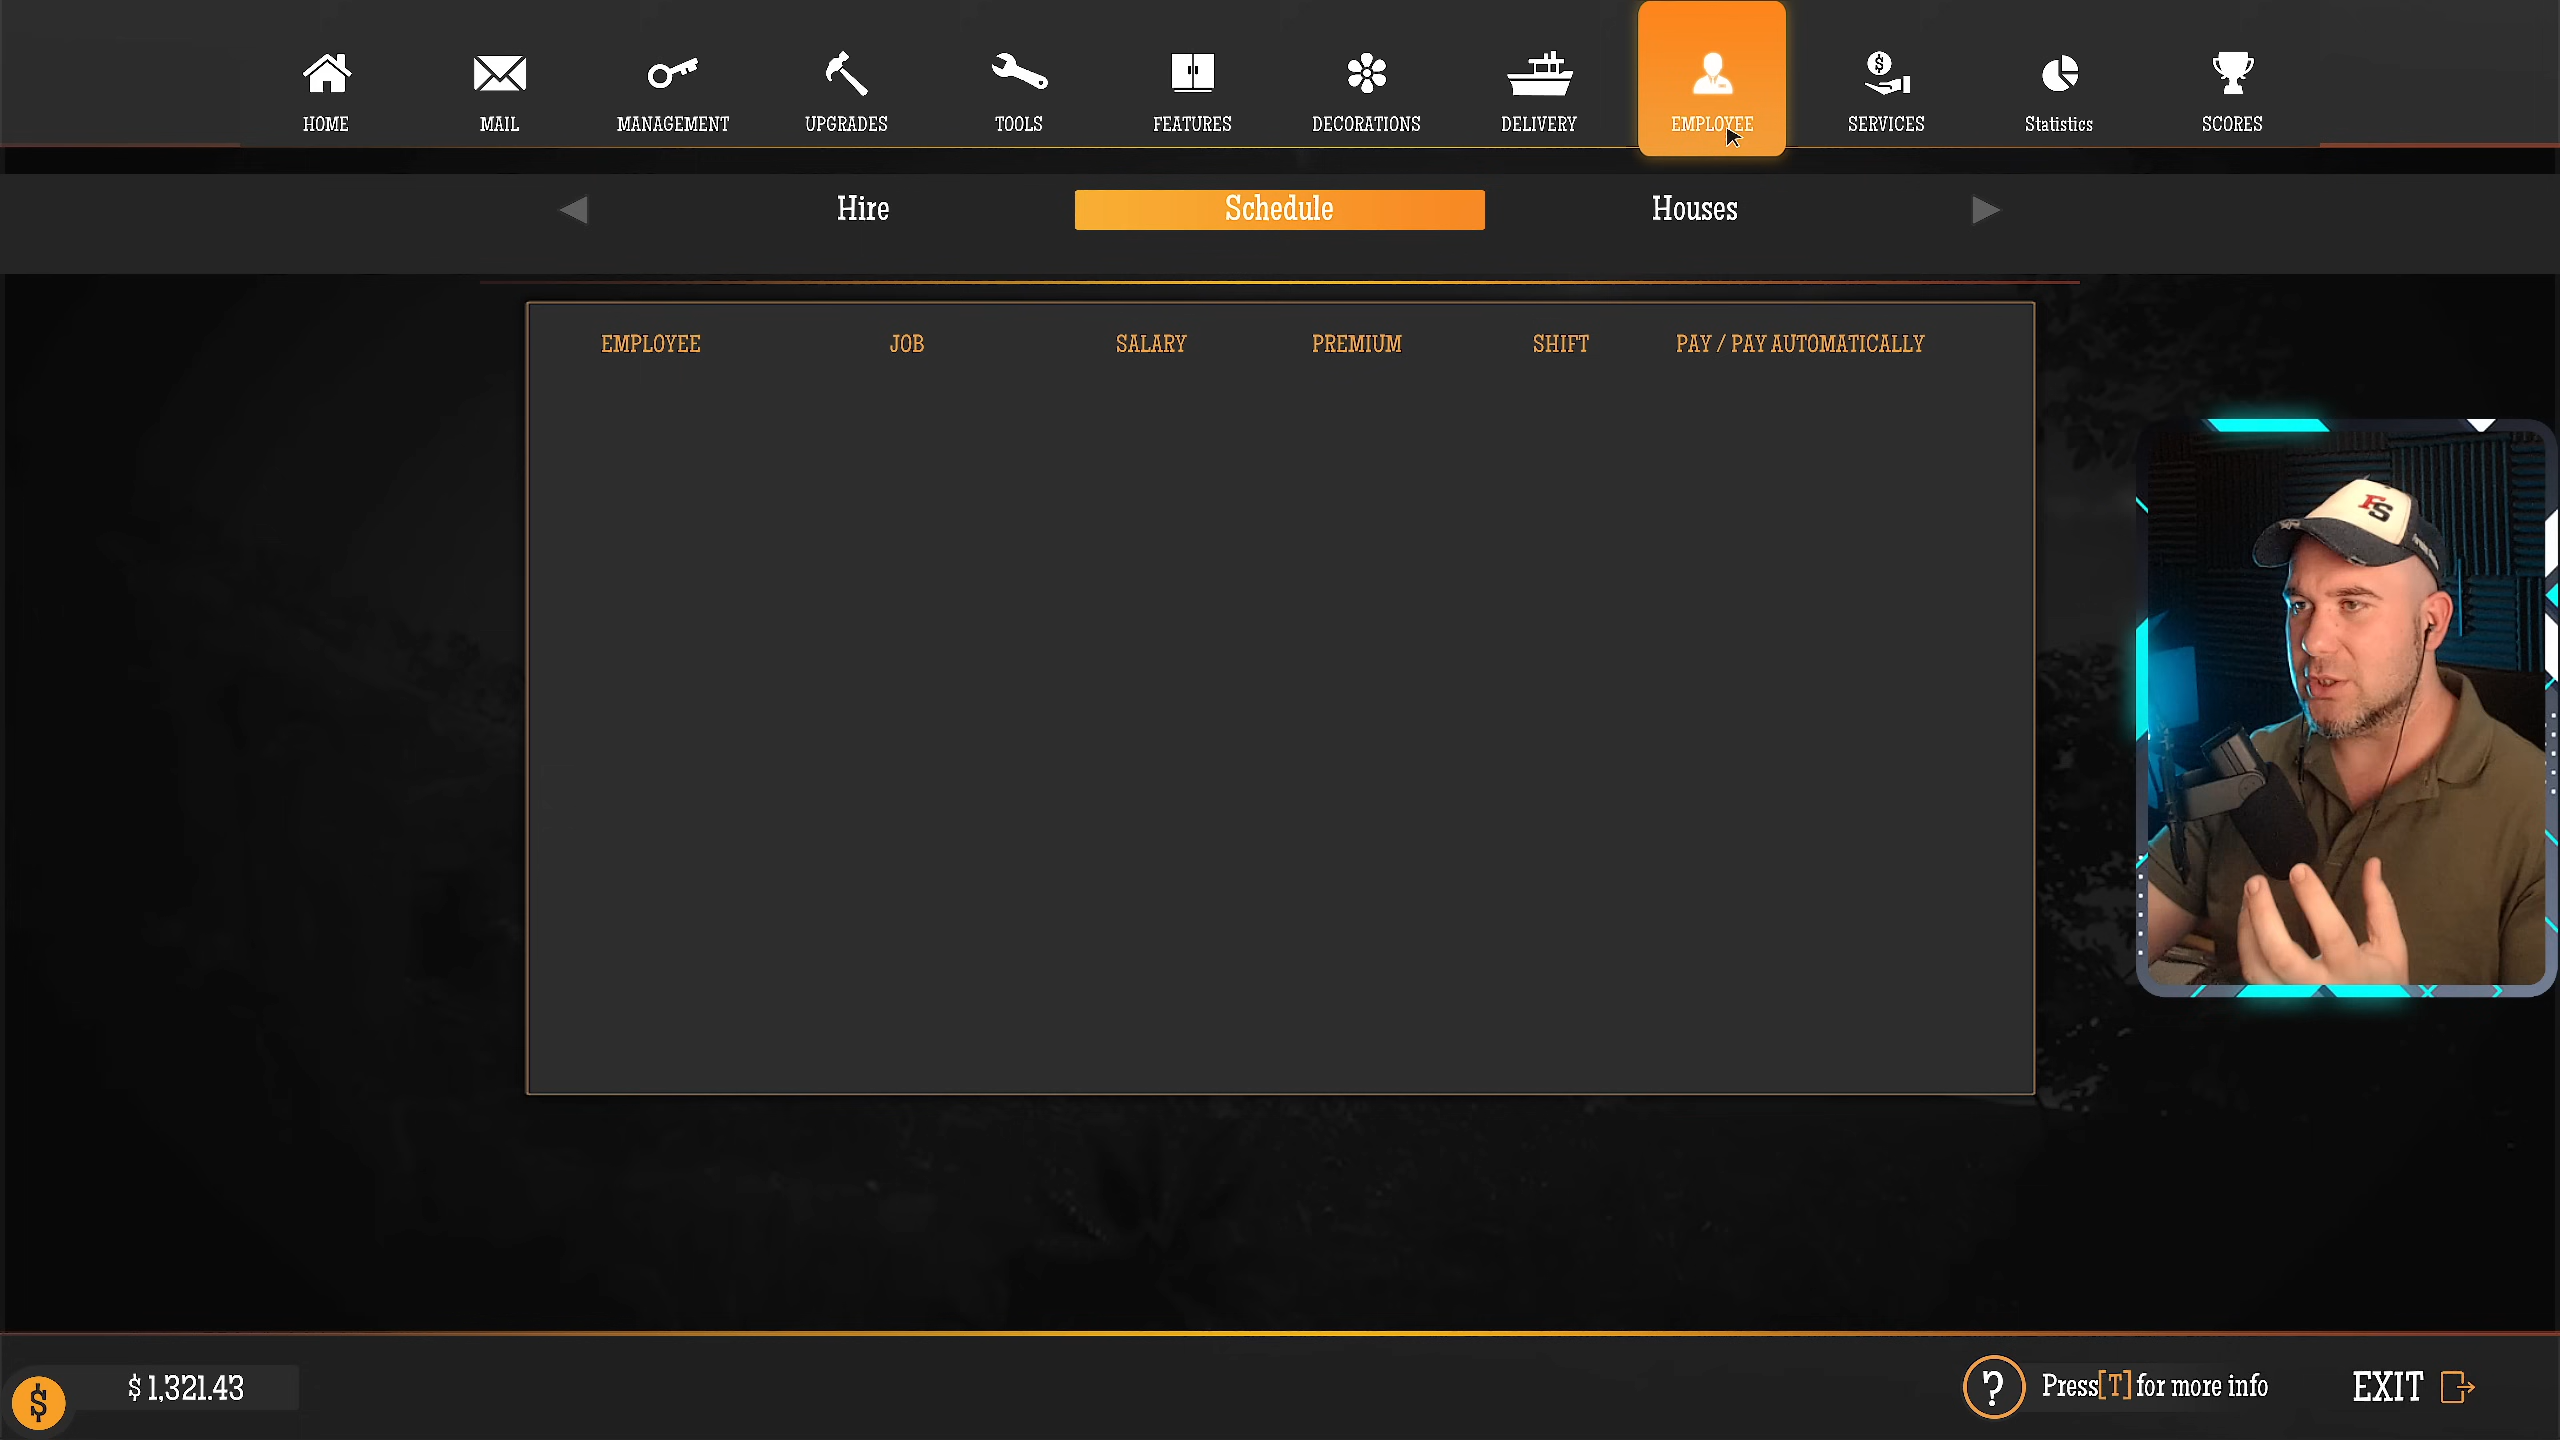 HOME MAIL MANAGEMENT UPGRADES TOOLS FEATURES DECORATIONS DELIVERY EMPLOYEE SERVICES Statistics SCORES
Hire Schedule Houses
EMPLOYEE JOB SALARY PREMIUM SHIFT PAY / PAY AUTOMATICALLY
FS
$ 1,321.43
Press[T]for more info
EXIT